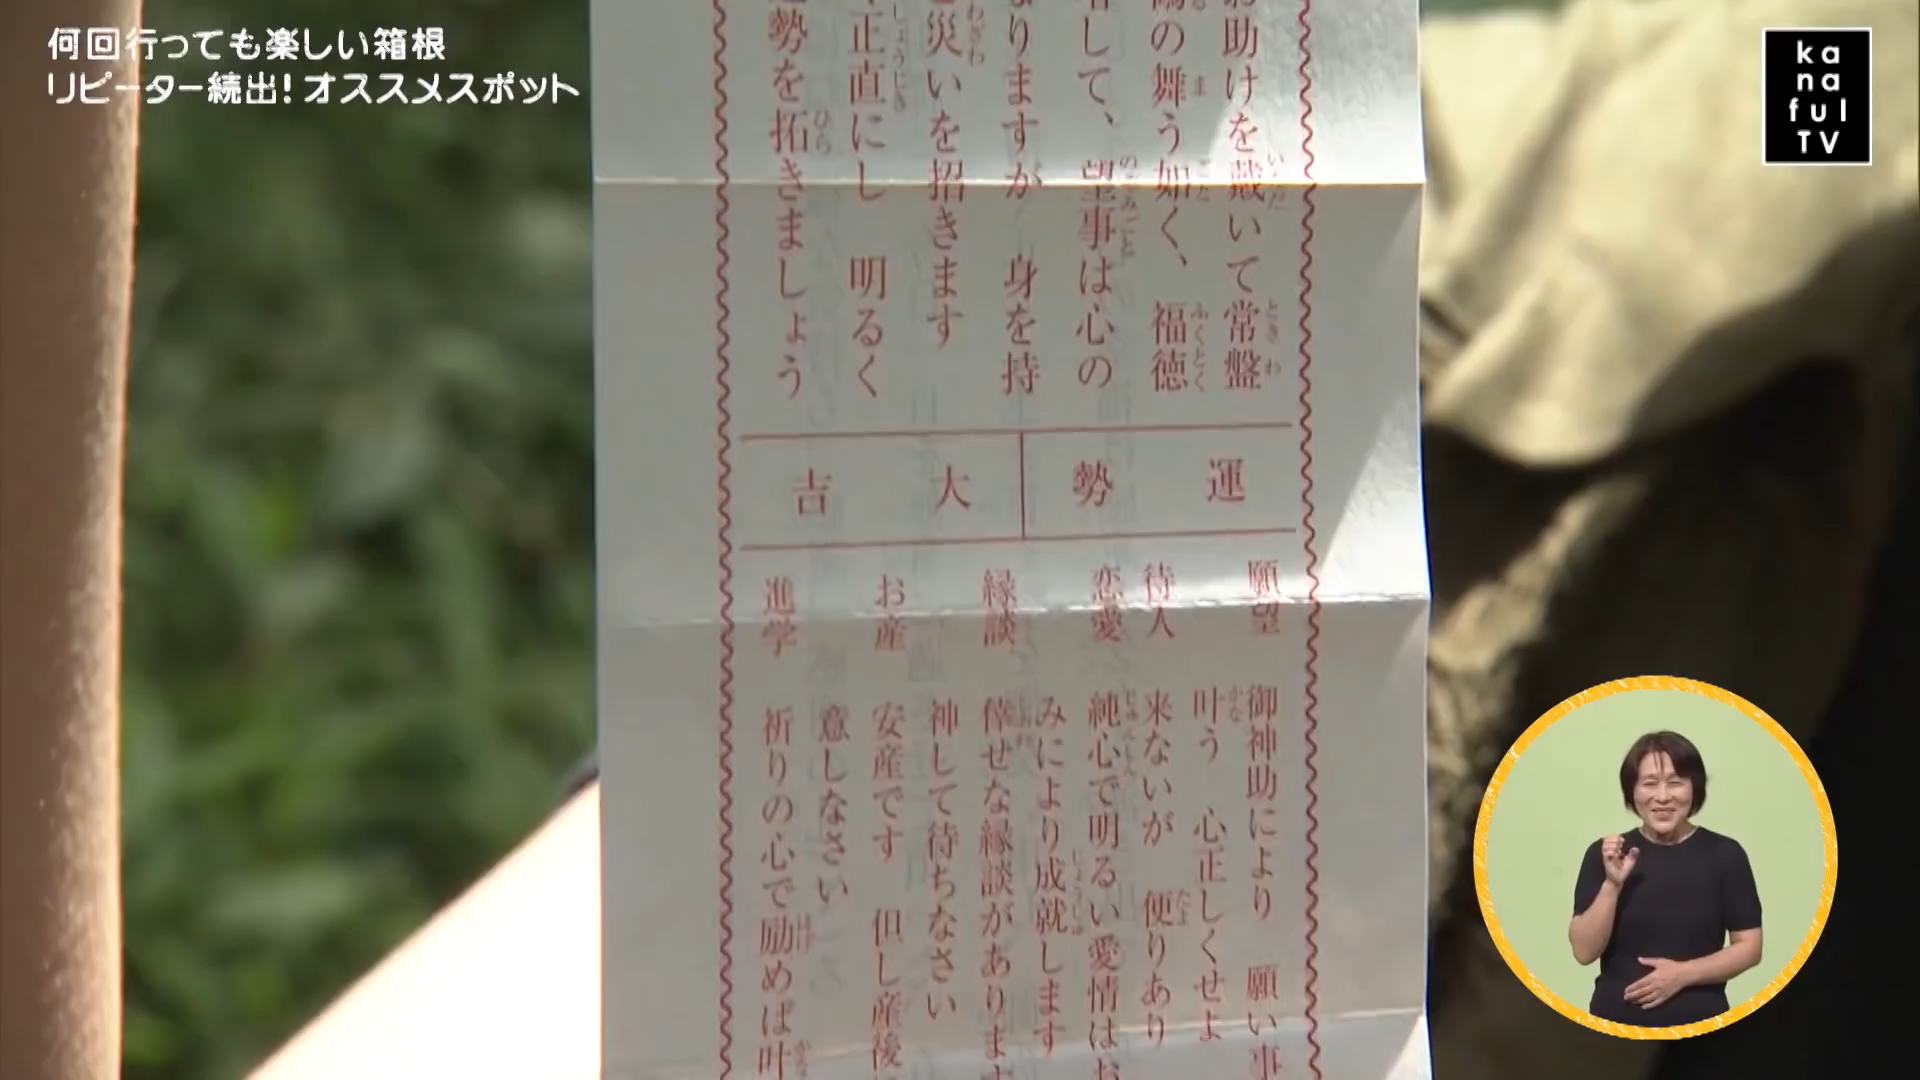 何回行っても楽しい箱根
リピーター続出！オススメスポット
ka
na
ful
TV
お助けを戴いて常盤
の舞う如く、福徳
して、望事は心の
なりますが 身を持
災いを招きます
正直にし 明るく
勢を拓きましょう
運勢 大吉
願望 御神助により 願い事
叶う 心正しくせよ
待人 来ないが 便りあり
恋愛 純心で明るい愛情はお
みにより成就します
縁談 倖せな縁談がありま
神して待ちなさい
お産 安産です 但し産後
意しなさい
進学 祈りの心で励めば叶